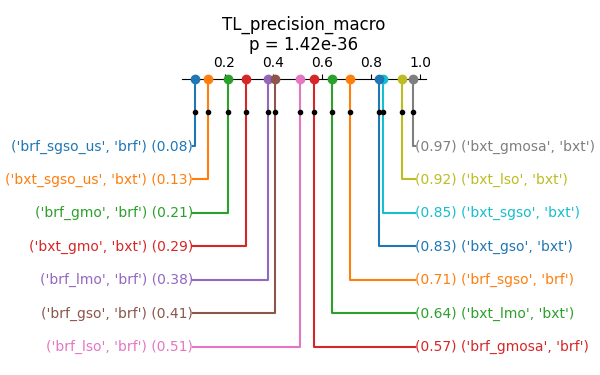 TL_precision_macro
p = 1.42e-36
0.2 0.4 0.6 0.8 1.0
('brf_sgso_us', 'brf') (0.08)
(0.97) ('bxt_gmosa', 'bxt')
('bxt_sgso_us', 'bxt') (0.13)
(0.92) ('bxt_lso', 'bxt')
('brf_gmo', 'brf') (0.21)
(0.85) ('bxt_sgso', 'bxt')
('bxt_gmo', 'bxt') (0.29)
(0.83) ('bxt_gso', 'bxt')
('brf_lmo', 'brf') (0.38)
(0.71) ('brf_sgso', 'brf')
('brf_gso', 'brf') (0.41)
(0.64) ('bxt_lmo', 'bxt')
('brf_lso', 'brf') (0.51)
(0.57) ('brf_gmosa', 'brf')